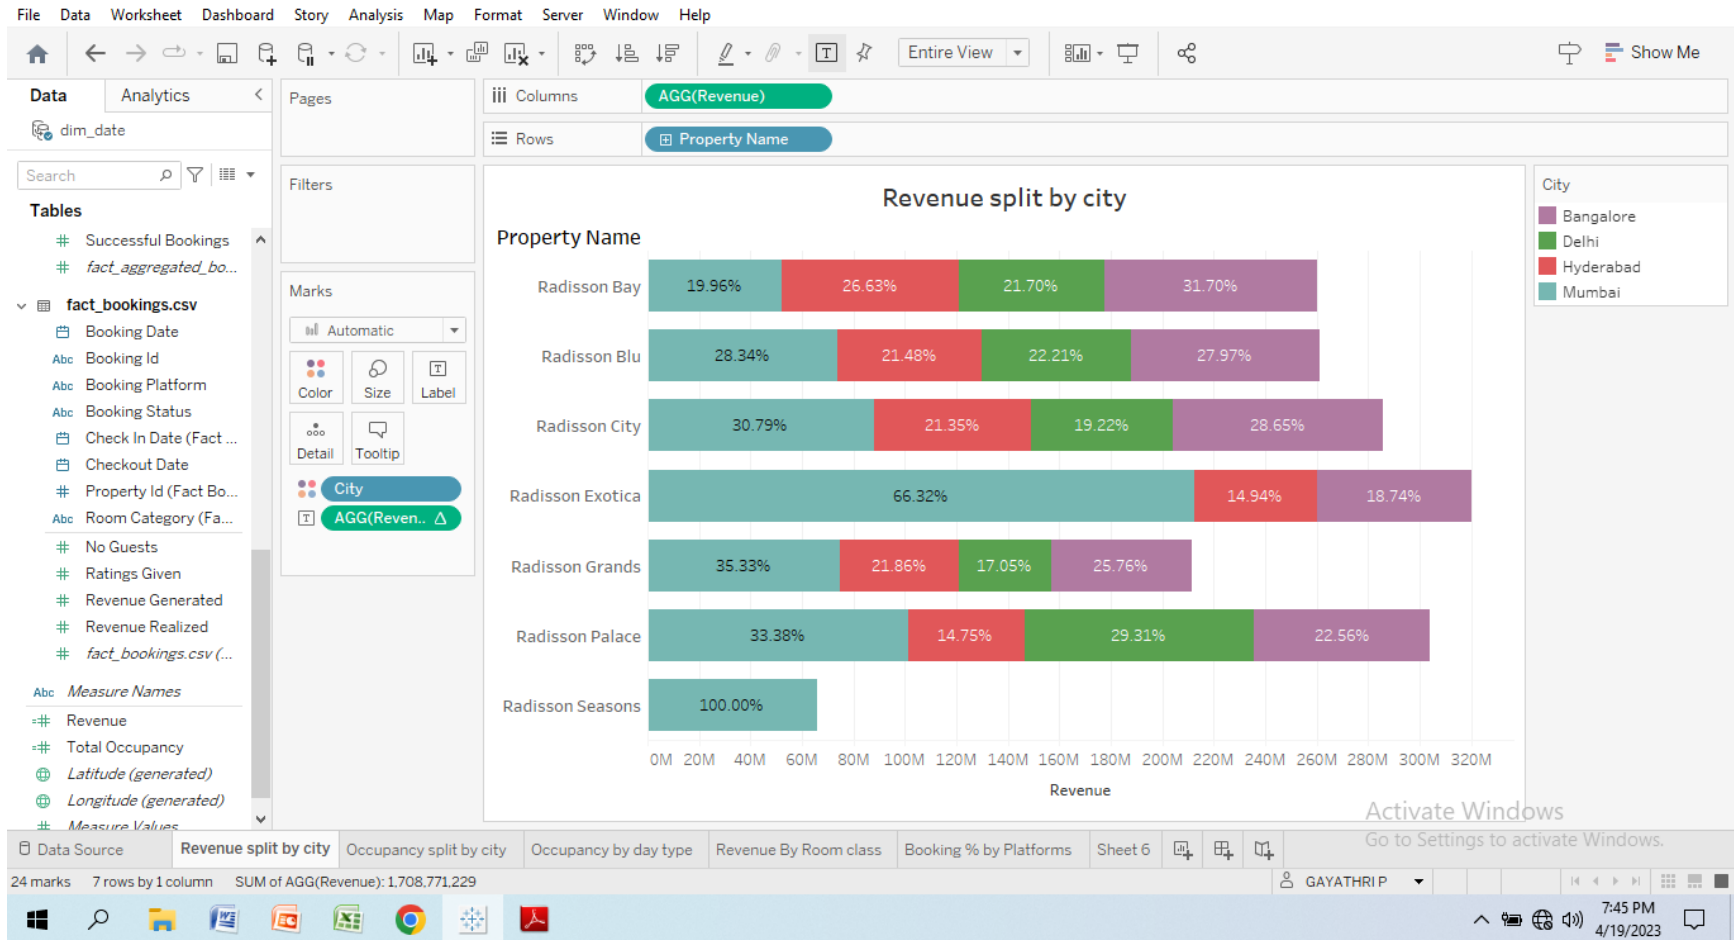 File Data Worksheet Dashboard Story Analysis Map Format Server Window Help
Entire View
Show Me
Data Analytics
dim_date
Search
Tables
# Successful Bookings
# fact_aggregated_bo...
fact_bookings.csv
Booking Date
Abc Booking Id
Abc Booking Platform
Abc Booking Status
Check In Date (Fact ...
Checkout Date
# Property Id (Fact Bo...
Abc Room Category (Fa...
# No Guests
# Ratings Given
# Revenue Generated
# Revenue Realized
# fact_bookings.csv (...
Abc Measure Names
=# Revenue
=# Total Occupancy
Latitude (generated)
Longitude (generated)
# Measure Values
Pages
Filters
Marks
Automatic
Color Size Label
Detail Tooltip
City
AGG(Reven.. Δ
Columns AGG(Revenue)
Rows Property Name
Revenue split by city
Property Name
Radisson Bay 19.96% 26.63% 21.70% 31.70%
Radisson Blu 28.34% 21.48% 22.21% 27.97%
Radisson City 30.79% 21.35% 19.22% 28.65%
Radisson Exotica 66.32% 14.94% 18.74%
Radisson Grands 35.33% 21.86% 17.05% 25.76%
Radisson Palace 33.38% 14.75% 29.31% 22.56%
Radisson Seasons 100.00%
0M 20M 40M 60M 80M 100M 120M 140M 160M 180M 200M 220M 240M 260M 280M 300M 320M
Revenue
City
Bangalore
Delhi
Hyderabad
Mumbai
Activate Windows
Go to Settings to activate Windows.
Data Source Revenue split by city Occupancy split by city Occupancy by day type Revenue By Room class Booking % by Platforms Sheet 6
24 marks 7 rows by 1 column SUM of AGG(Revenue): 1,708,771,229
GAYATHRI P
7:45 PM
4/19/2023